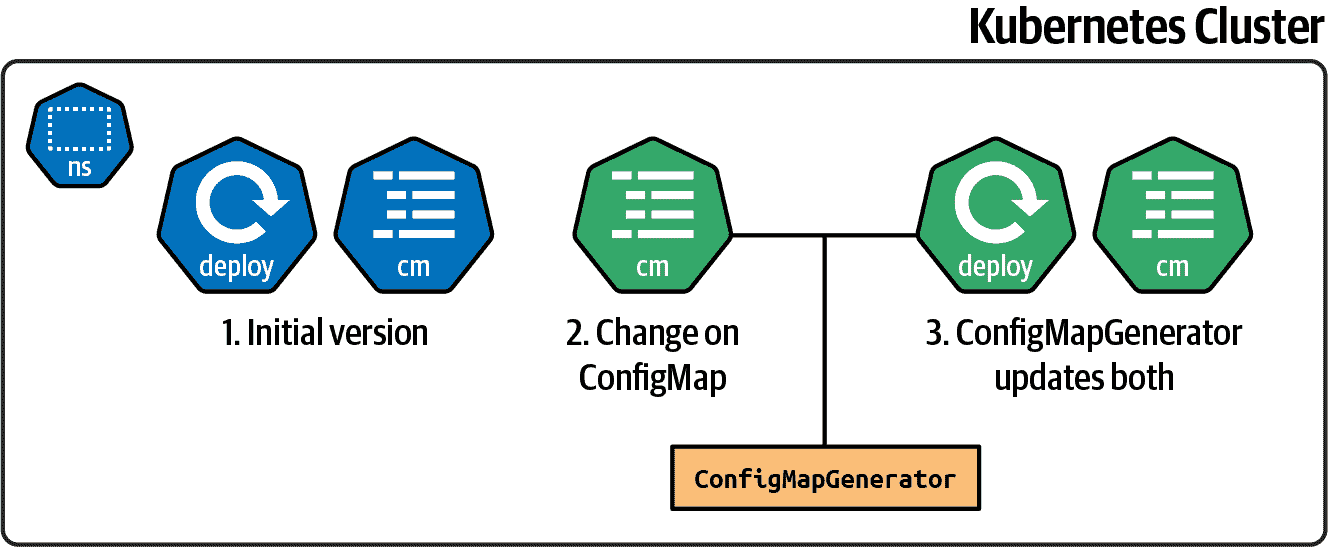 Kubernetes Cluster
ns
deploy
cm
1. Initial version
cm
2. Change on
ConfigMap
deploy
cm
3. ConfigMapGenerator
updates both
ConfigMapGenerator